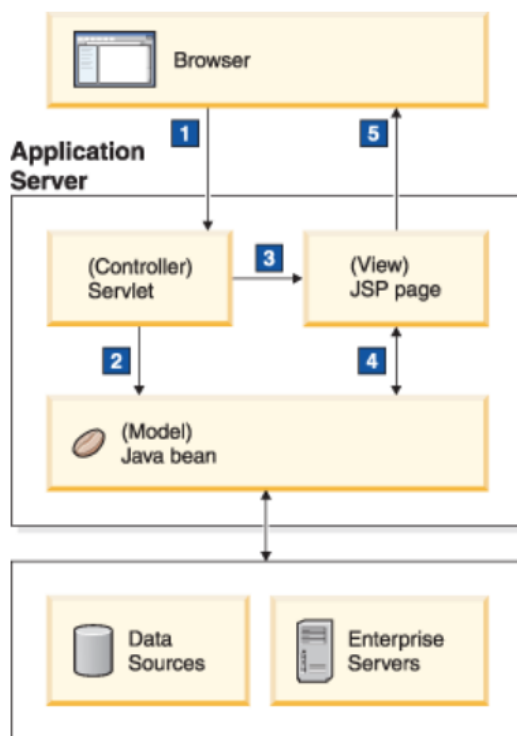 Browser
1
5
Application
Server
(Controller)
Servlet
3
(View)
JSP page
2
4
(Model)
Java bean
Data
Sources
Enterprise
Servers